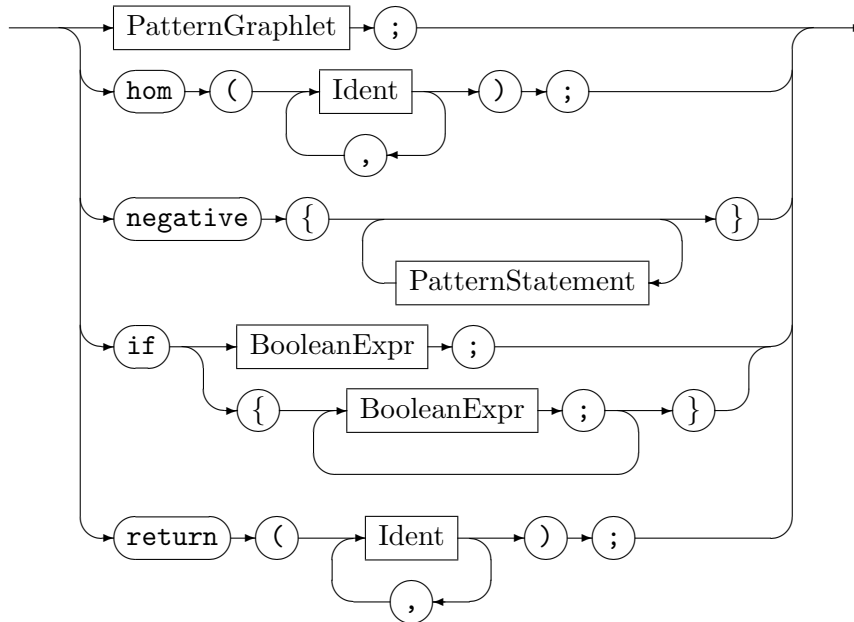 PatternGraphlet ;
hom ( Ident ) ;
,
negative { }
PatternStatement
if BooleanExpr ;
{ BooleanExpr ; }
return ( Ident ) ;
,